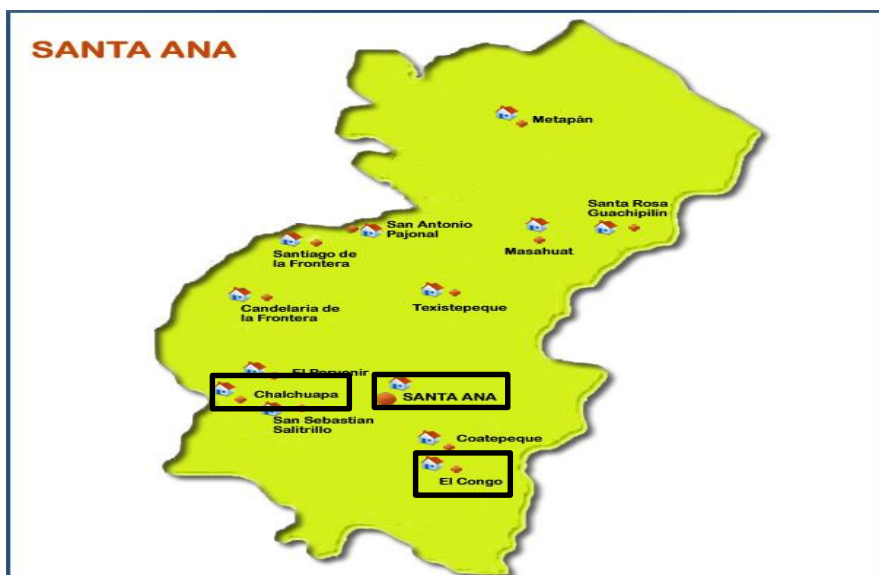 SANTA ANA
Metapán
Santa Rosa
Guachipilín
San Antonio
Pajonal
Masahuat
Santiago de
la Frontera
Candelaria de
la Frontera
Texistepeque
El Porvenir
Chalchuapa
SANTA ANA
San Sebastian
Salitrillo
Coatepeque
El Congo